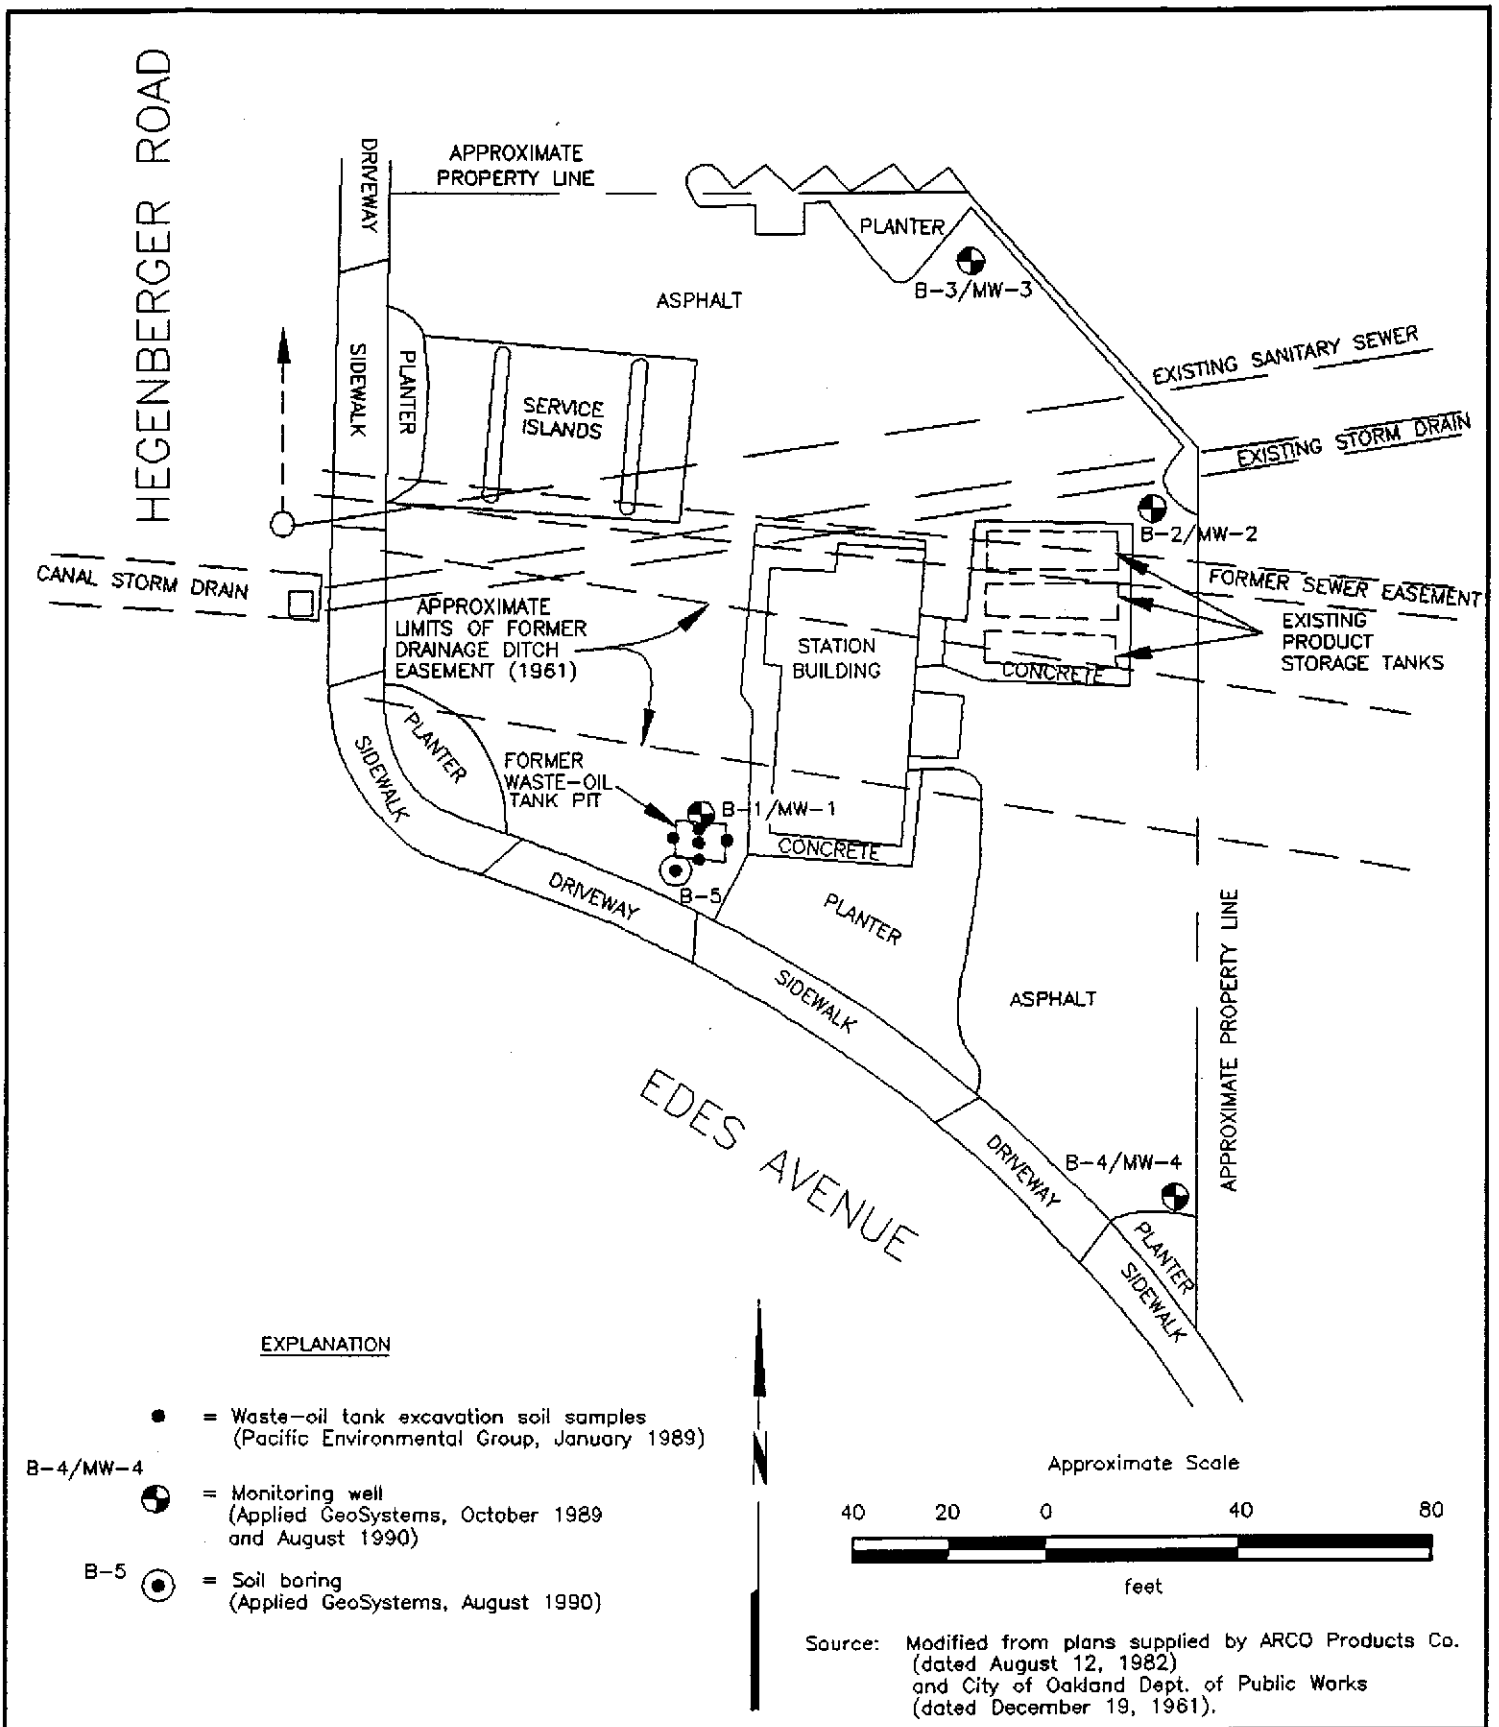 HEGENBERGER ROAD
DRIVEWAY
APPROXIMATE
PROPERTY LINE
PLANTER
B-3/MW-3
ASPHALT
SIDEWALK
PLANTER
SERVICE
ISLANDS
EXISTING SANITARY SEWER
EXISTING STORM DRAIN
B-2/MW-2
CANAL STORM DRAIN
FORMER SEWER EASEMENT
APPROXIMATE
LIMITS OF FORMER
DRAINAGE DITCH
EASEMENT (1961)
STATION
BUILDING
EXISTING
PRODUCT
STORAGE TANKS
CONCRETE
PLANTER
SIDEWALK
FORMER
WASTE-OIL
TANK PIT
B-1/MW-1
CONCRETE
B-5
DRIVEWAY
PLANTER
SIDEWALK
ASPHALT
APPROXIMATE PROPERTY LINE
EDES AVENUE
DRIVEWAY
B-4/MW-4
PLANTER
SIDEWALK
EXPLANATION
= Waste-oil tank excavation soil samples
(Pacific Environmental Group, January 1989)
B-4/MW-4
= Monitoring well
(Applied GeoSystems, October 1989
and August 1990)
B-5
= Soil boring
(Applied GeoSystems, August 1990)
N
Approximate Scale
40 20 0 40 80
feet
Source: Modified from plans supplied by ARCO Products Co.
(dated August 12, 1982)
and City of Oakland Dept. of Public Works
(dated December 19, 1961).